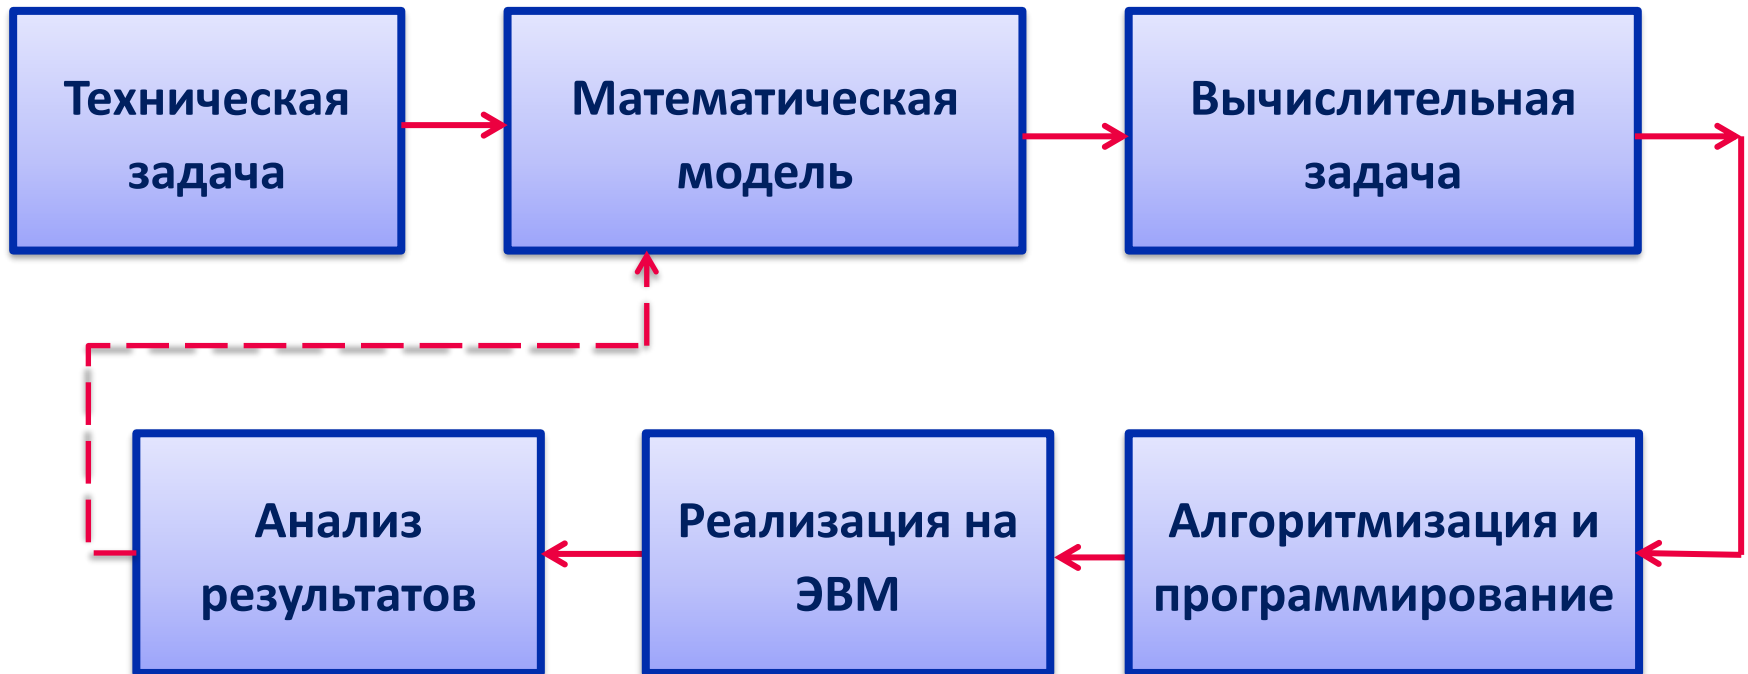 Техническая
задача
Математическая
модель
Вычислительная
задача
Анализ
результатов
Реализация на
ЭВМ
Алгоритмизация и
программирование